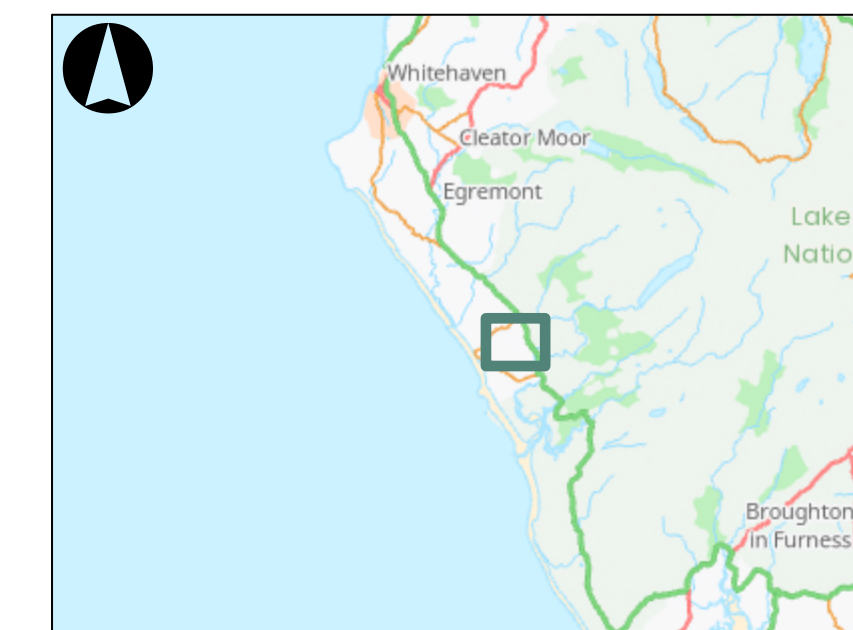 Whitehaven
Cleator Moor
Egremont
Lake
Natio
Broughton
in Furness